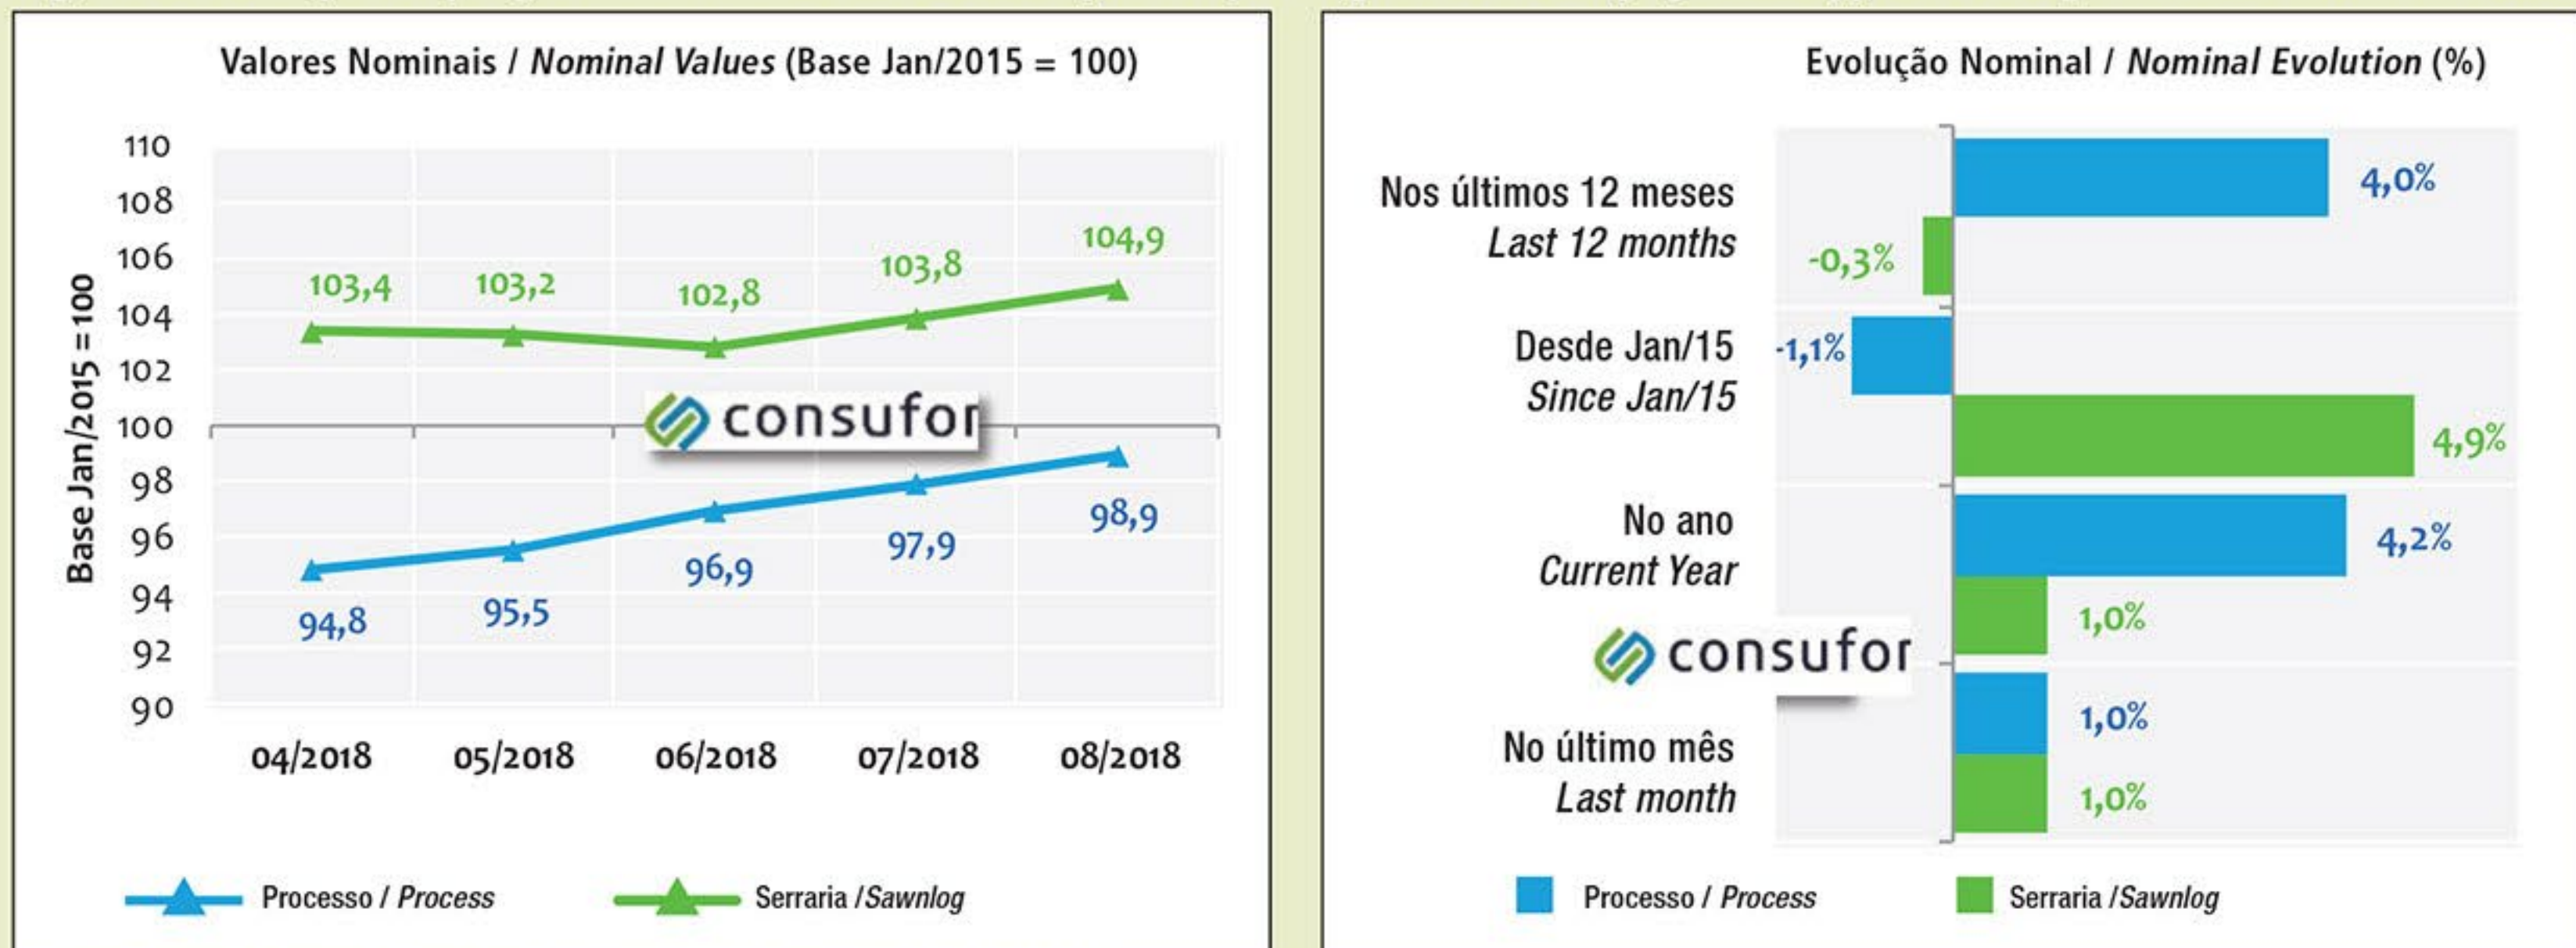 Valores Nominais / Nominal Values (Base Jan/2015 = 100)
Base Jan/2015 = 100
110
108
106
104
102
100
98
96
94
92
90
103,4
103,2
102,8
103,8
104,9
consufor
94,8
95,5
96,9
97,9
98,9
04/2018
05/2018
06/2018
07/2018
08/2018
Processo / Process
Serraria /Sawnlog
Evolução Nominal / Nominal Evolution (%)
Nos últimos 12 meses
Last 12 months
4,0%
-0,3%
Desde Jan/15
Since Jan/15
-1,1%
4,9%
No ano
Current Year
4,2%
1,0%
consufor
No último mês
Last month
1,0%
1,0%
Processo / Process
Serraria /Sawnlog